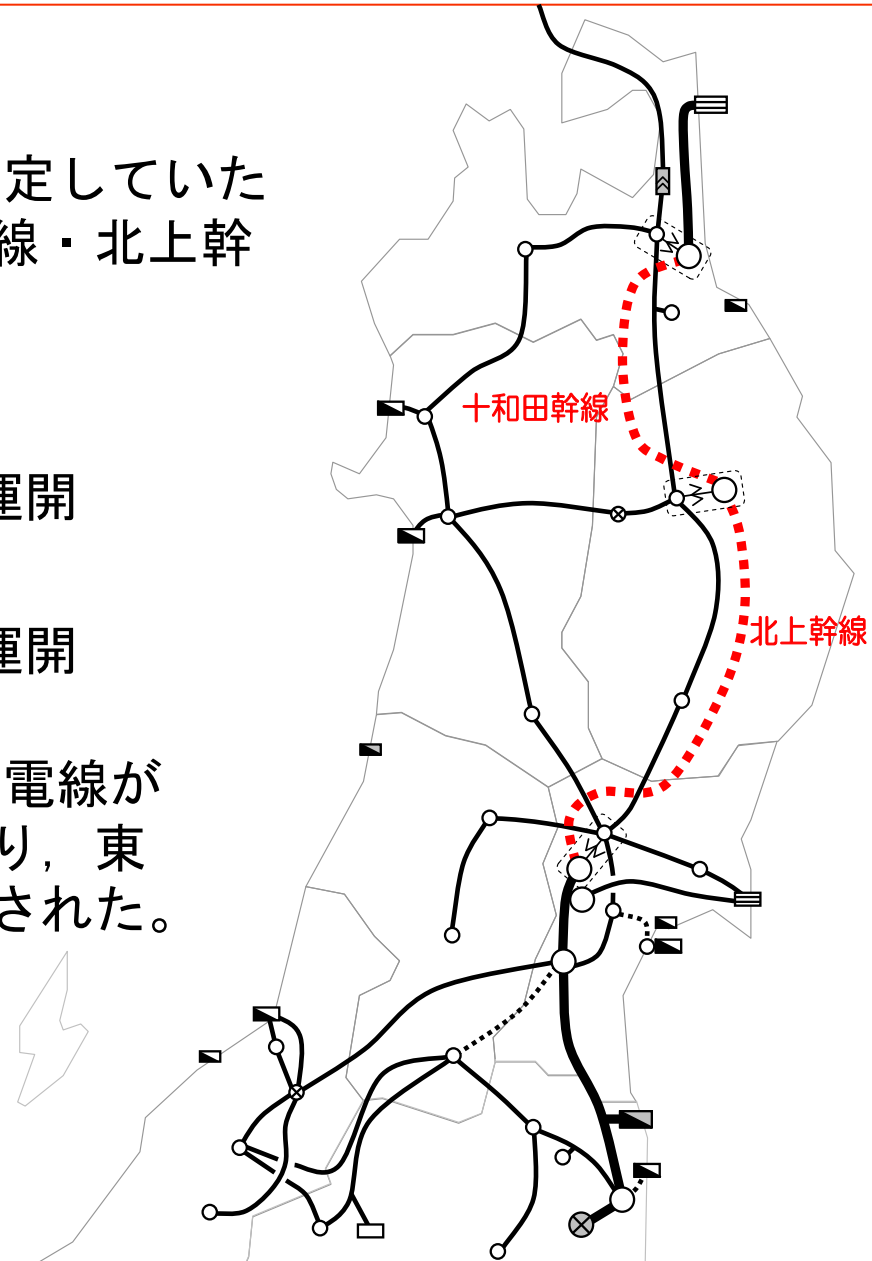 定していた
線・北上幹
十和田幹線
運開
北上幹線
運開
電線が
り，東
された。